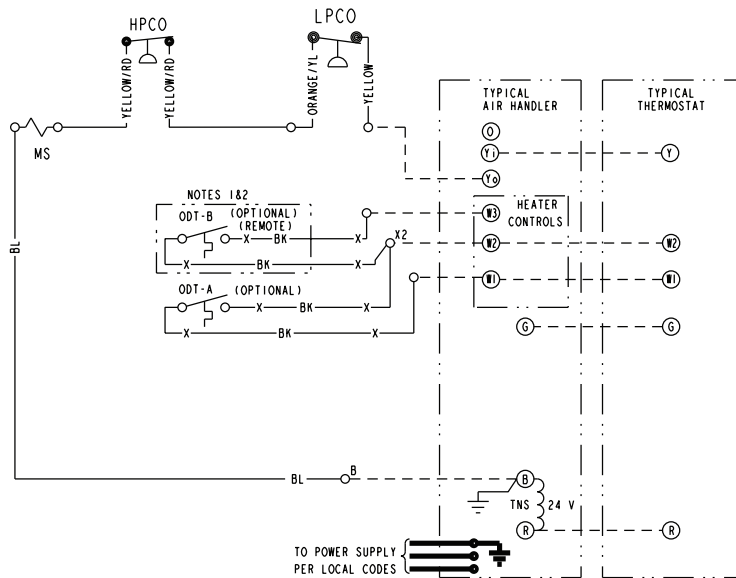 HPCO
LPCO
YELLOW/RD
YELLOW/RD
ORANGE/YL
YELLOW
MS
TYPICAL
AIR HANDLER
TYPICAL
THERMOSTAT
O
Yi
Y
Yo
NOTES 1&2
ODT-B
(OPTIONAL)
(REMOTE)
X BK X
X BK X
X2
W3
HEATER
CONTROLS
W2
W2
ODT-A (OPTIONAL)
X BK X
X BK X
W1
W1
G
G
BL
BL
B
B
TNS 24 V
R
R
TO POWER SUPPLY
PER LOCAL CODES